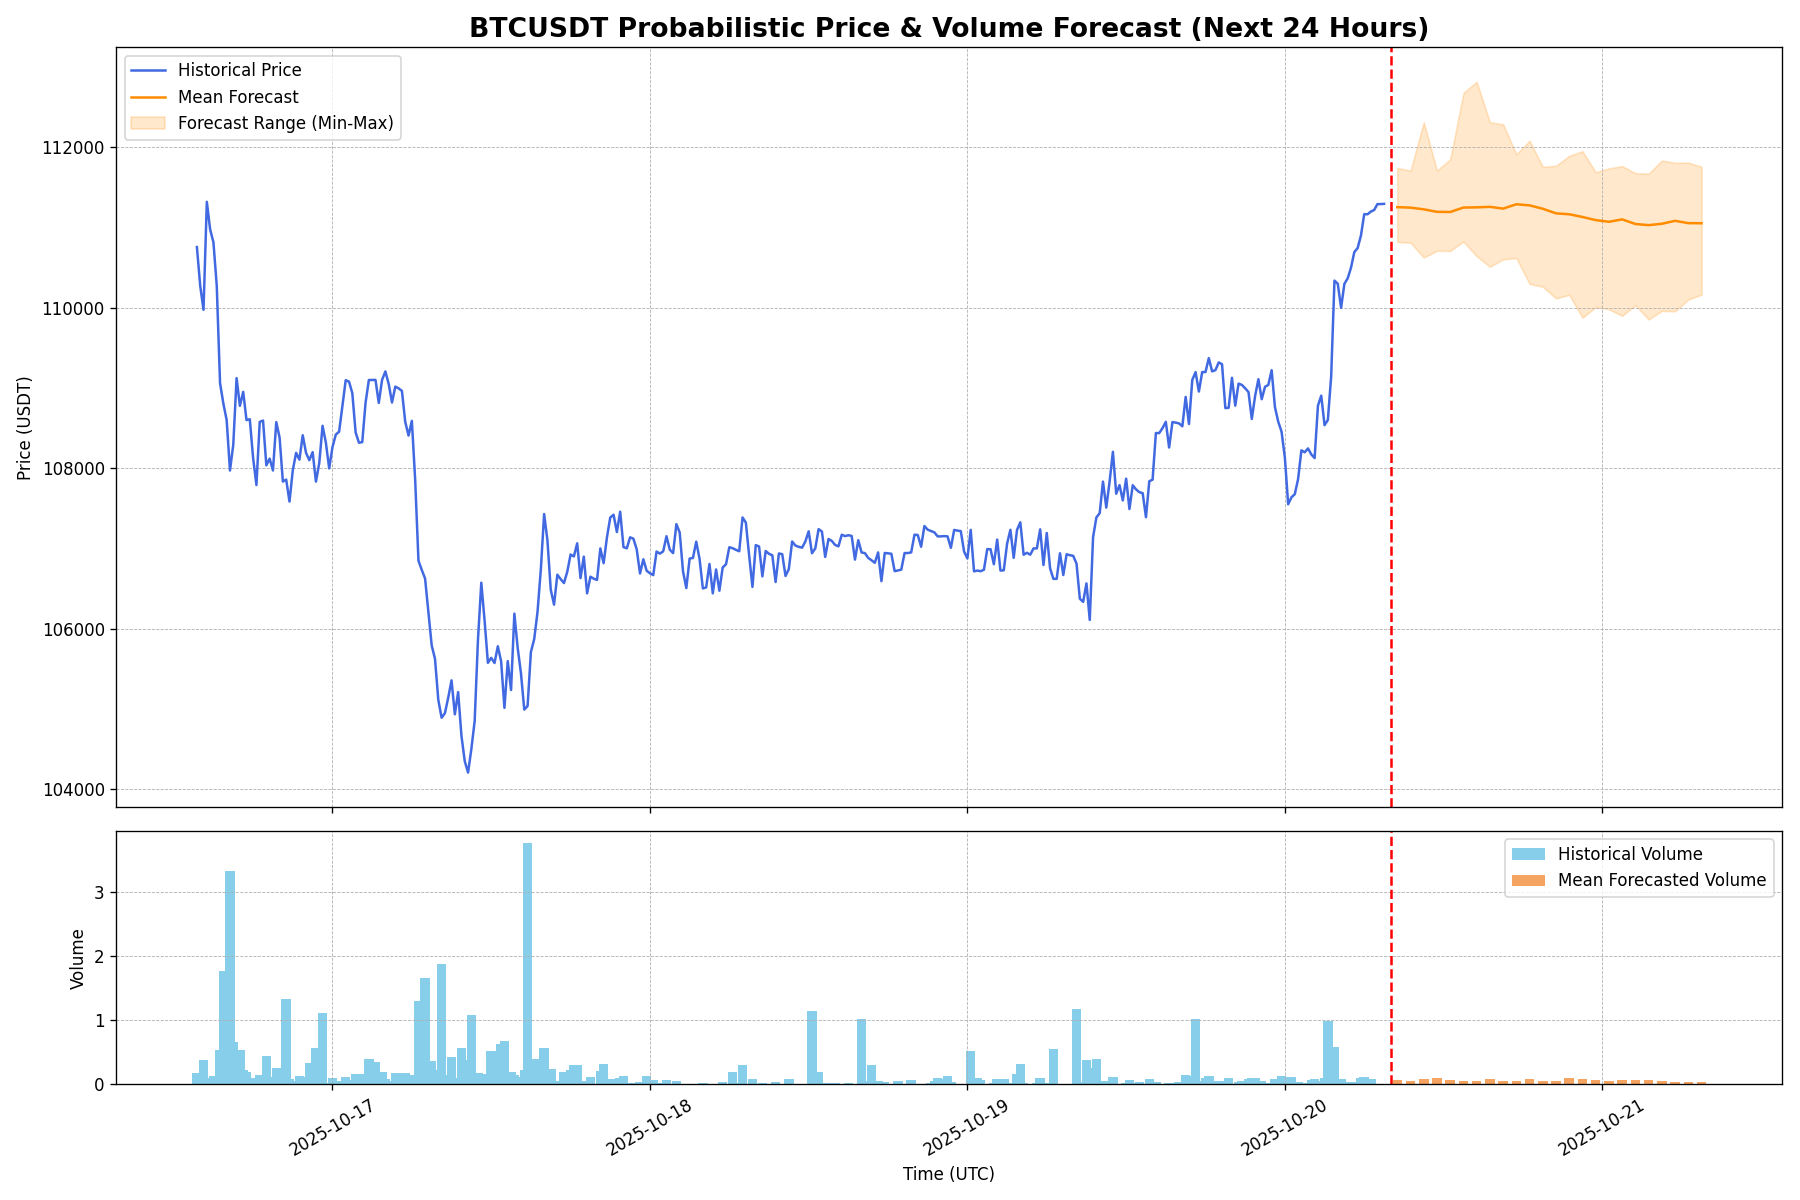 BTCUSDT Probabilistic Price & Volume Forecast (Next 24 Hours)
Historical Price
Mean Forecast
Forecast Range (Min-Max)
112000
110000
108000
106000
104000
Price (USDT)
Historical Volume
Mean Forecasted Volume
3
2
1
0
Volume
2025-10-17
2025-10-18
2025-10-19
2025-10-20
2025-10-21
Time (UTC)